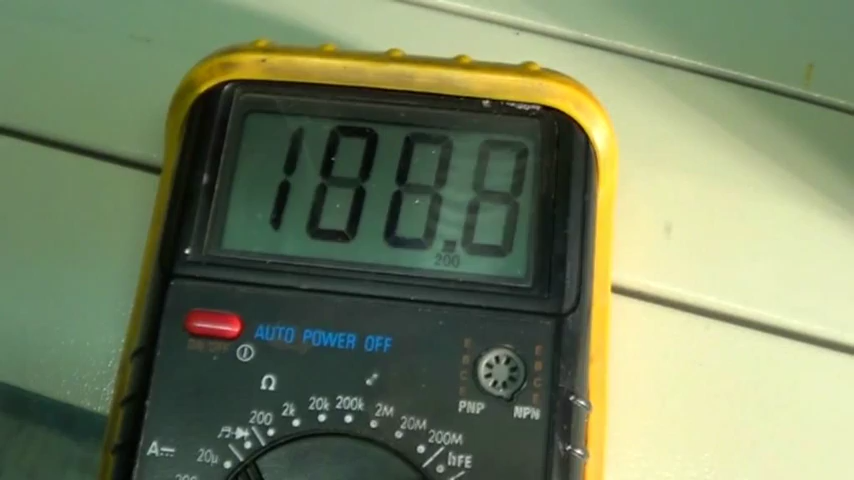 188.8
200
AUTO POWER OFF
Ω
200 2k 20k 200k 2M 20M 200M
hFE
A
20µ
PNP NPN
E B C E
E B C E